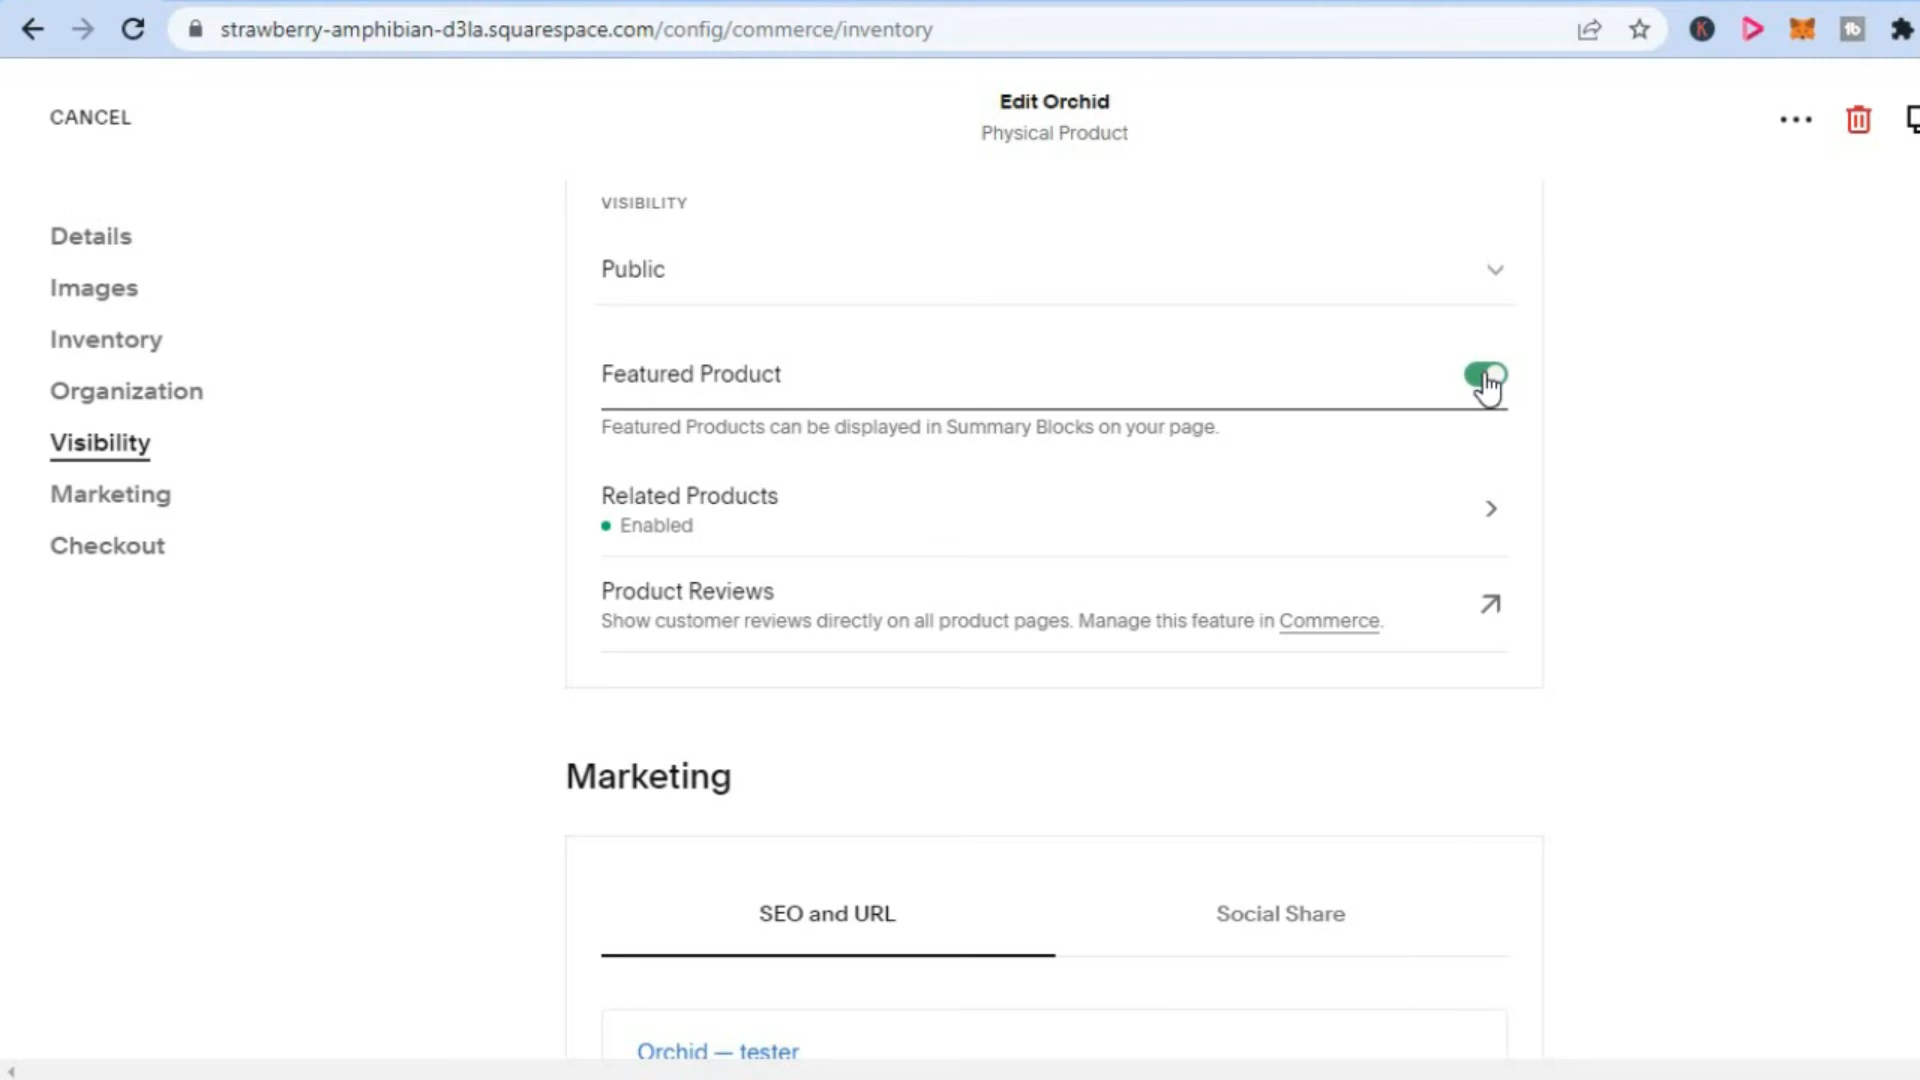 strawberry-amphibian-d3la.squarespace.com/config/commerce/inventory
CANCEL
Edit Orchid
Physical Product
Details
Images
Inventory
Organization
Visibility
Marketing
Checkout
VISIBILITY
Public
Featured Product
Featured Products can be displayed in Summary Blocks on your page.
Related Products
Enabled
Product Reviews
Show customer reviews directly on all product pages. Manage this feature in Commerce.
Marketing
SEO and URL
Social Share
Orchid — tester